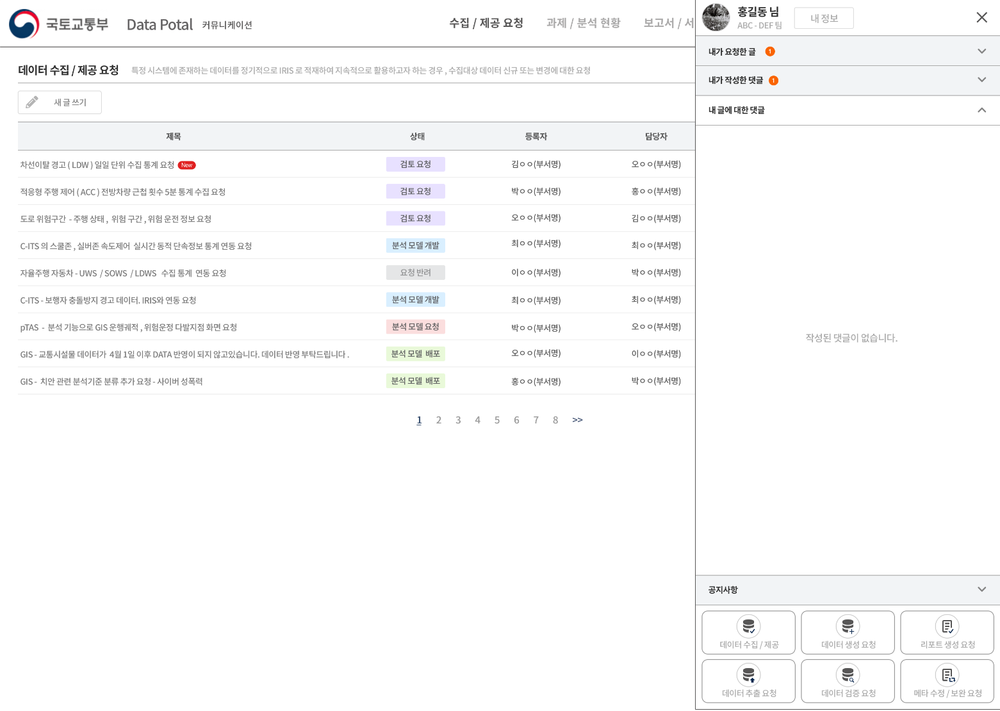 국토교통부 Data Potal 커뮤니케이션 수집 / 제공 요청 과제 / 분석 현황 보고서 / 서
홍길동 님
ABC - DEF 팀
내 정보
내가 요청한 글 1
내가 작성한 댓글 1
내 글에 대한 댓글
작성된 댓글이 없습니다.
공지사항
데이터 수집 / 제공 데이터 생성 요청 리포트 생성 요청
데이터 추출 요청 데이터 검증 요청 메타 수정 / 보완 요청
데이터 수집 / 제공 요청 특정 시스템에 존재하는 데이터를 정기적으로 IRIS 로 적재하여 지속적으로 활용하고자 하는 경우 , 수집대상 데이터 신규 또는 변경에 대한 요청
새 글 쓰기
제목 상태 등록자 담당자
차선이탈 경고 ( LDW ) 일일 단위 수집 통계 요청 New 검토 요청 김ㅇㅇ(부서명) 오ㅇㅇ(부서명)
적응형 주행 제어 ( ACC ) 전방차량 근첩 횟수 5분 통계 수집 요청 검토 요청 박ㅇㅇ(부서명) 홍ㅇㅇ(부서명)
도로 위험구간 - 주행 상태 , 위험 구간 , 위험 운전 정보 요청 검토 요청 오ㅇㅇ(부서명) 김ㅇㅇ(부서명)
C-ITS 의 스쿨존 , 실버존 속도제어 실시간 동적 단속정보 통계 연동 요청 분석 모델 개발 최ㅇㅇ(부서명) 최ㅇㅇ(부서명)
자율주행 자동차 - UWS / SOWS / LDWS 수집 통계 연동 요청 요청 반려 이ㅇㅇ(부서명) 박ㅇㅇ(부서명)
C-ITS - 보행자 충돌방지 경고 데이터. IRIS와 연동 요청 분석 모델 개발 최ㅇㅇ(부서명) 최ㅇㅇ(부서명)
pTAS - 분석 기능으로 GIS 운행궤적 , 위험운정 다발지점 화면 요청 분석 모델 요청 박ㅇㅇ(부서명) 오ㅇㅇ(부서명)
GIS - 교통시설물 데이터가 4월 1일 이후 DATA 반영이 되지 않고있습니다. 데이터 반영 부탁드립니다 . 분석 모델 배포 오ㅇㅇ(부서명) 이ㅇㅇ(부서명)
GIS - 치안 관련 분석기준 분류 추가 요청 - 사이버 성폭력 분석 모델 배포 홍ㅇㅇ(부서명) 박ㅇㅇ(부서명)
1 2 3 4 5 6 7 8 >>